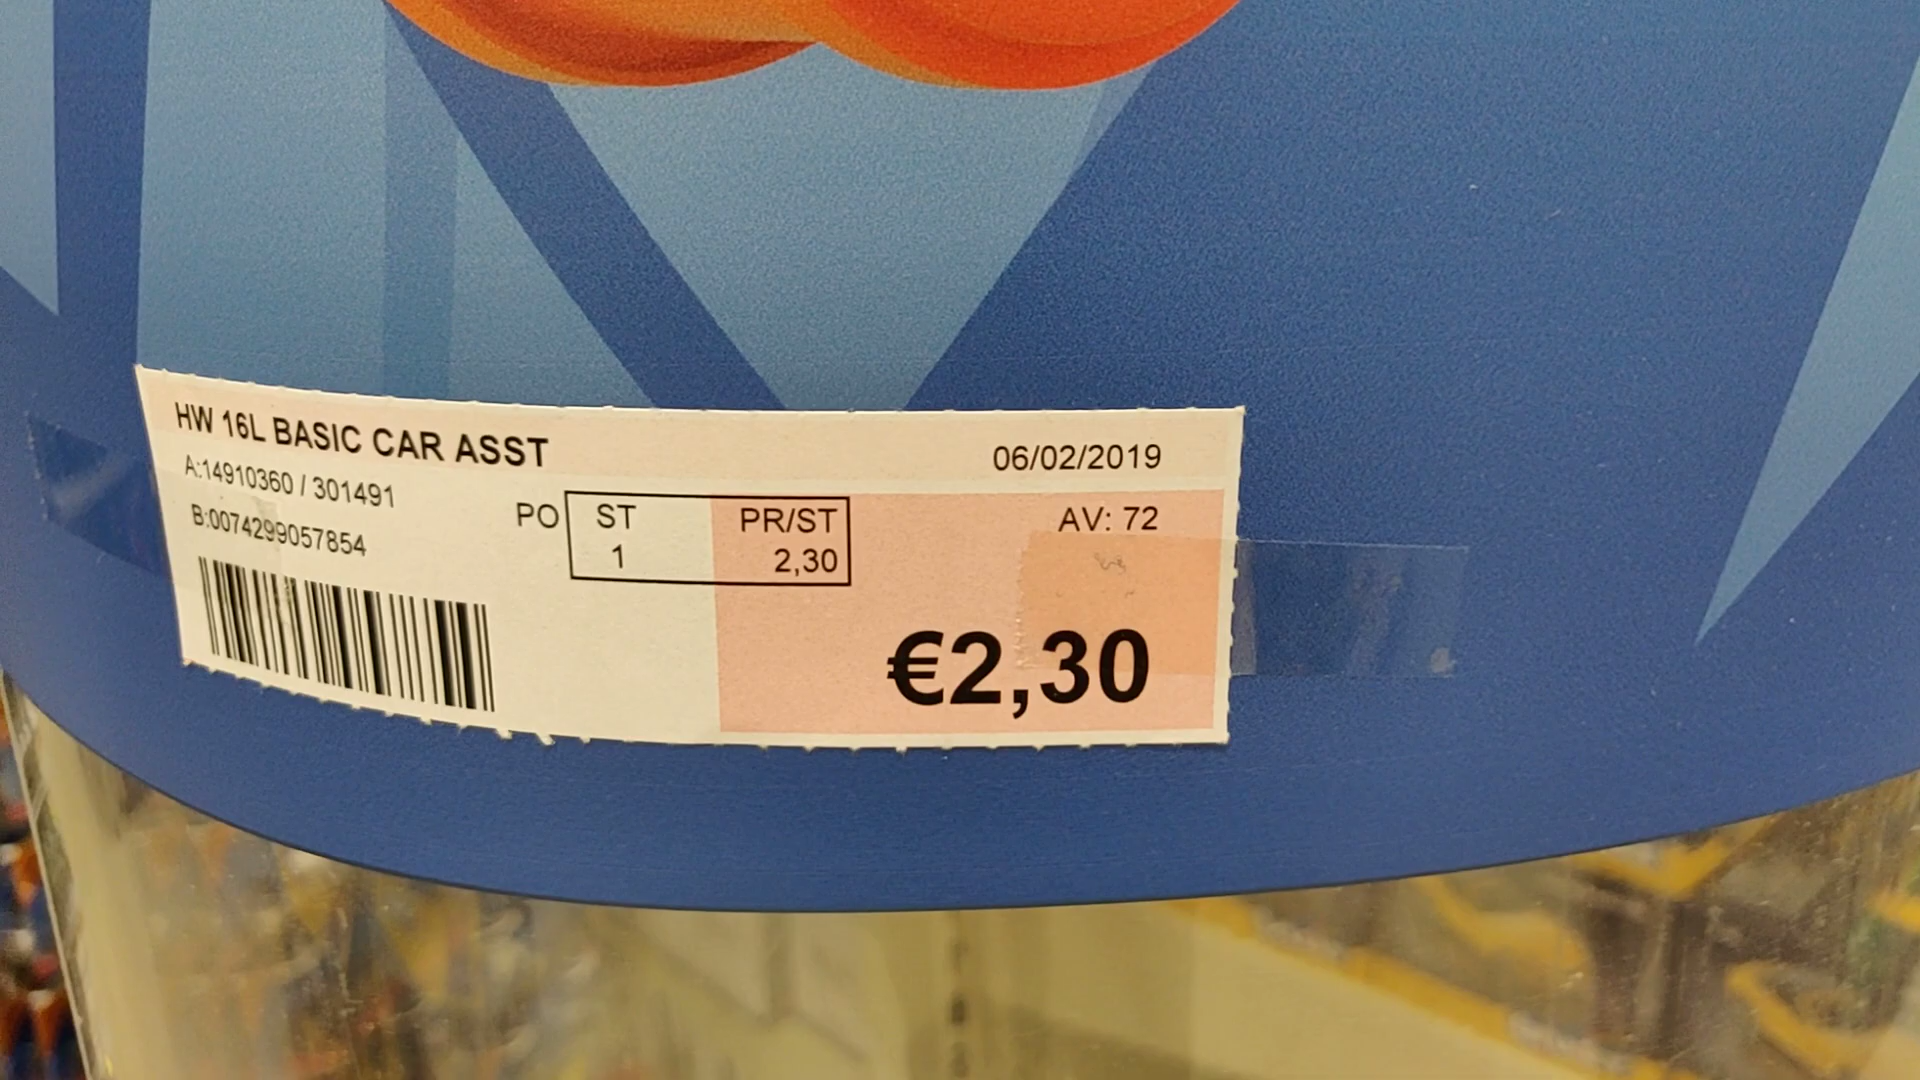 HW 16L BASIC CAR ASST
06/02/2019
A:14910360 / 301491
B:0074299057854
PO
ST PR/ST
1 2,30
AV: 72
€2,30